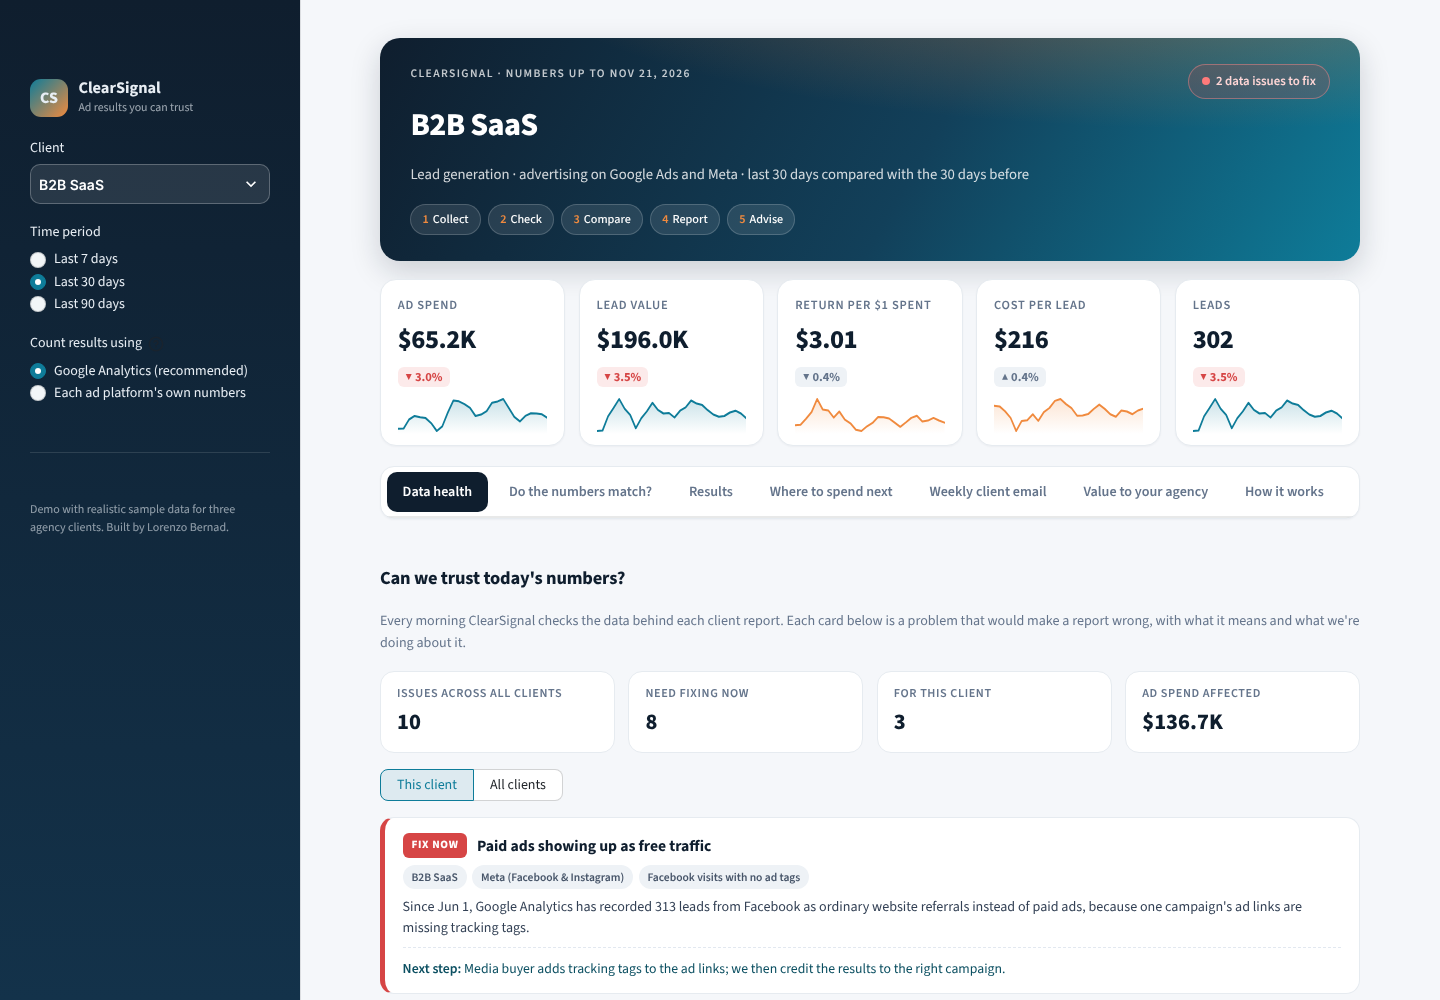 CS
ClearSignal
Ad results you can trust
Client
B2B SaaS
Time period
Last 7 days
Last 30 days
Last 90 days
Count results using
Google Analytics (recommended)
Each ad platform's own numbers
Demo with realistic sample data for three
agency clients. Built by Lorenzo Bernad.
CLEARSIGNAL · NUMBERS UP TO NOV 21, 2026
2 data issues to fix
B2B SaaS
Lead generation · advertising on Google Ads and Meta · last 30 days compared with the 30 days before
1 Collect
2 Check
3 Compare
4 Report
5 Advise
AD SPEND
$65.2K
▼ 3.0%
LEAD VALUE
$196.0K
▼ 3.5%
RETURN PER $1 SPENT
$3.01
▼ 0.4%
COST PER LEAD
$216
▲ 0.4%
LEADS
302
▼ 3.5%
Data health
Do the numbers match?
Results
Where to spend next
Weekly client email
Value to your agency
How it works
Can we trust today's numbers?
Every morning ClearSignal checks the data behind each client report. Each card below is a problem that would make a report wrong, with what it means and what we're
doing about it.
ISSUES ACROSS ALL CLIENTS
10
NEED FIXING NOW
8
FOR THIS CLIENT
3
AD SPEND AFFECTED
$136.7K
This client
All clients
FIX NOW
Paid ads showing up as free traffic
B2B SaaS
Meta (Facebook & Instagram)
Facebook visits with no ad tags
Since Jun 1, Google Analytics has recorded 313 leads from Facebook as ordinary website referrals instead of paid ads, because one campaign's ad links are
missing tracking tags.
Next step: Media buyer adds tracking tags to the ad links; we then credit the results to the right campaign.